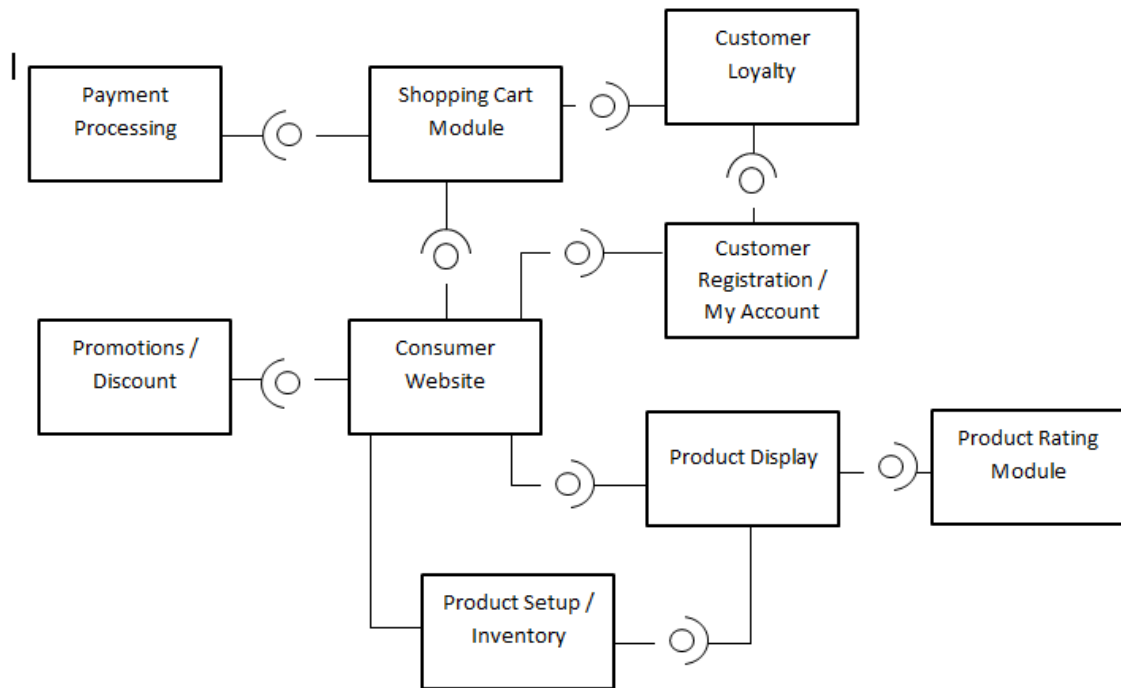 Customer
Loyalty
Payment
Processing
Shopping Cart
Module
Customer
Registration /
My Account
Promotions /
Discount
Consumer
Website
Product Display
Product Rating
Module
Product Setup /
Inventory